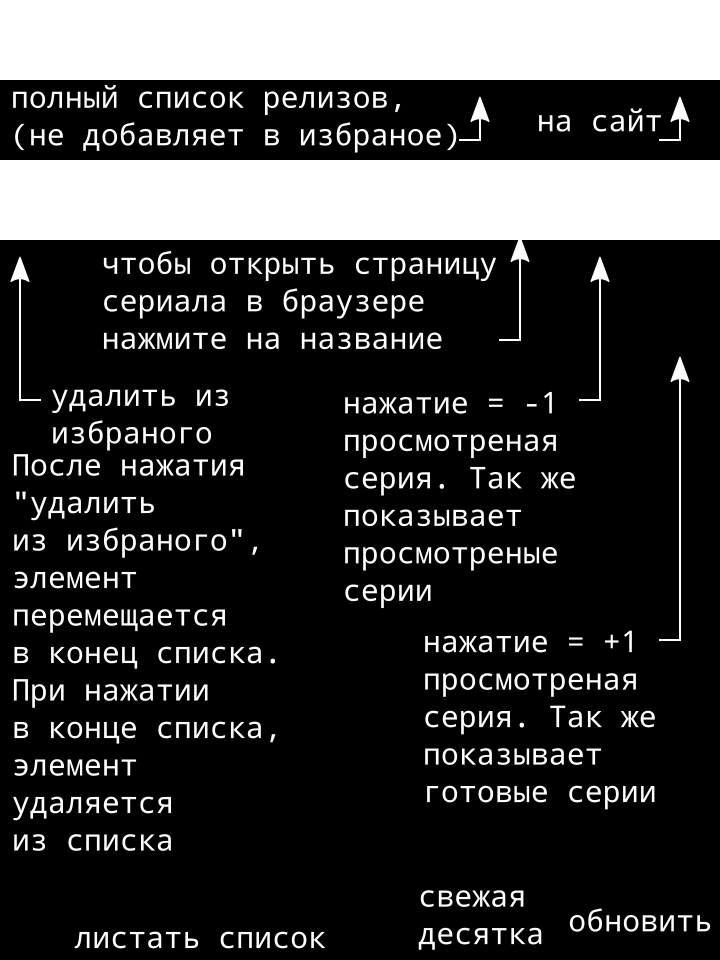 полный список релизов,
(не добавляет в избраное)
на сайт
чтобы открыть страницу
сериала в браузере
нажмите на название
удалить из
избраного
После нажатия
"удалить
из избраного",
элемент
перемещается
в конец списка.
При нажатии
в конце списка,
элемент
удаляется
из списка
нажатие = -1
просмотреная
серия. Так же
показывает
просмотреные
серии
нажатие = +1
просмотреная
серия. Так же
показывает
готовые серии
листать список
свежая
десятка
обновить